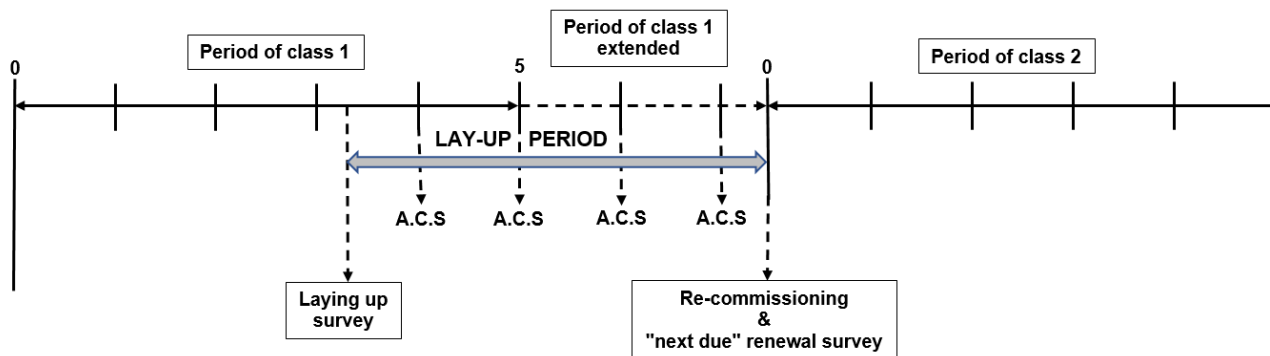 Period of class 1
Period of class 1
extended
Period of class 2
0
5
0
LAY-UP PERIOD
A.C.S
A.C.S
A.C.S
A.C.S
Laying up
survey
Re-commissioning
&
"next due" renewal survey